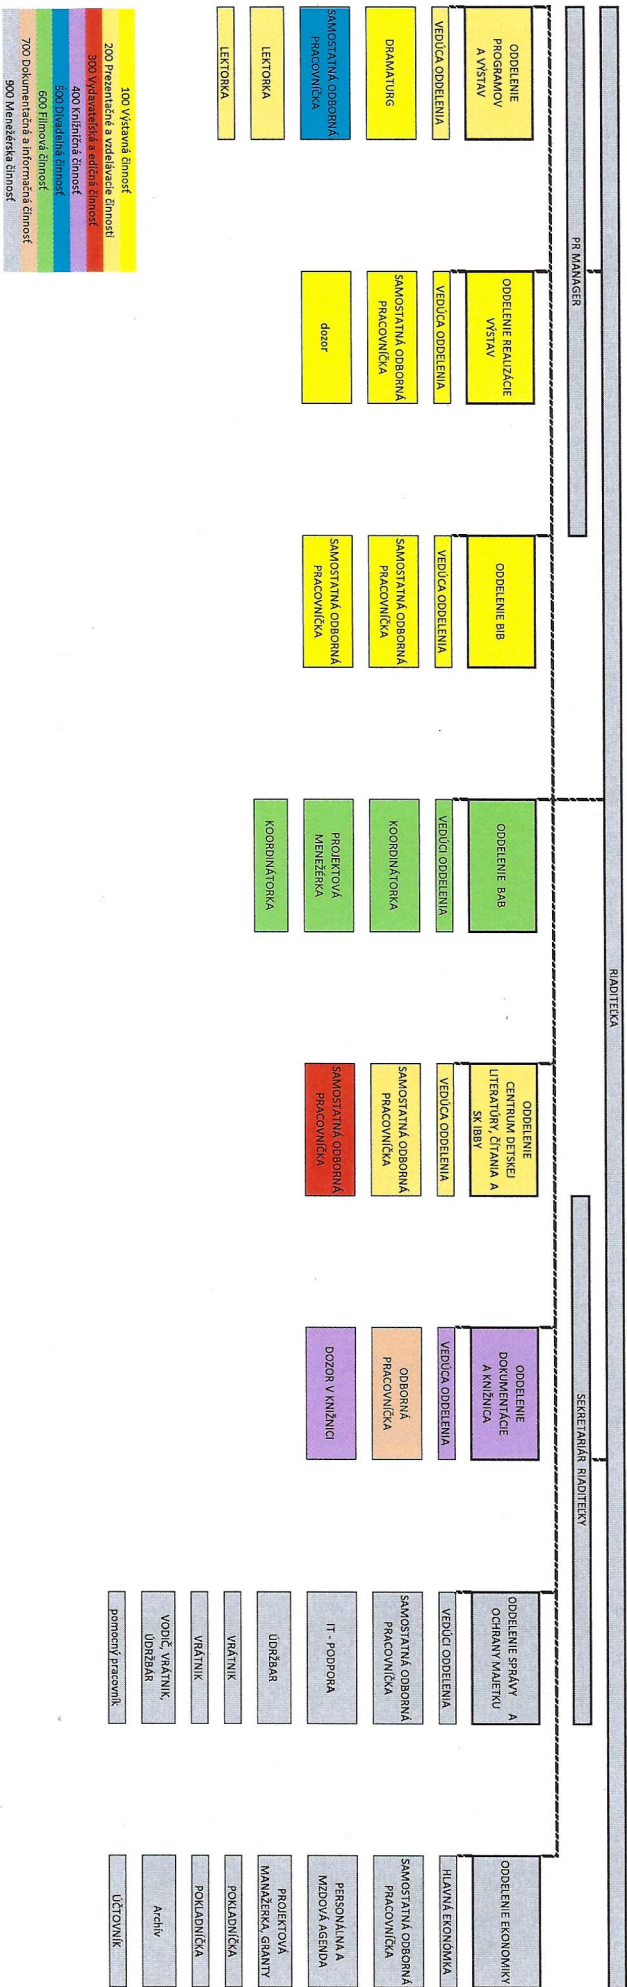 RIADITEĽKA
PR MANAGER
SEKRETARIÁR RIADITEĽKY
ODDELENIE
PROGRAMOV
A VÝSTAV
VEDÚCA ODDELENIA
DRAMATURG
SAMOSTATNÁ ODBORNÁ
PRACOVNÍČKA
LEKTORKA
LEKTORKA
ODDELENIE REALIZÁCIE
VÝSTAV
VEDÚCA ODDELENIA
SAMOSTATNÁ ODBORNÁ
PRACOVNÍČKA
dozor
ODDELENIE BIB
VEDÚCA ODDELENIA
SAMOSTATNÁ ODBORNÁ
PRACOVNÍČKA
SAMOSTATNÁ ODBORNÁ
PRACOVNÍČKA
ODDELENIE BAB
VEDÚCI ODDELENIA
KOORDINÁTORKA
PROJEKTOVÁ
MENEŽÉRKA
KOORDINÁTORKA
ODDELENIE
CENTRUM DETSKEJ
LITERATÚRY, ČÍTANIA A
SK IBBY
VEDÚCA ODDELENIA
SAMOSTATNÁ ODBORNÁ
PRACOVNÍČKA
SAMOSTATNÁ ODBORNÁ
PRACOVNÍČKA
ODDELENIE
DOKUMENTÁCIE
A KNIŽNICA
VEDÚCA ODDELENIA
ODBORNÁ
PRACOVNÍČKA
DOZOR V KNIŽNICI
ODDELENIE SPRÁVY A
OCHRANY MAJETKU
VEDÚCI ODDELENIA
SAMOSTATNÁ ODBORNÁ
PRACOVNÍČKA
IT - PODPORA
ÚDRŽBAR
VRÁTNIK
VRÁTNIK
VODIČ, VRÁTNIK,
ÚDRŽBÁR
pomocný pracovník
ODDELENIE EKONOMIKY
HLAVNÁ EKONÓMKA
SAMOSTATNÁ ODBORNÁ
PRACOVNÍČKA
PERSONÁLNA A
MZDOVÁ AGENDA
PROJEKTOVÁ
MANAŽÉRKA, GRANTY
POKLADNÍČKA
POKLADNÍČKA
Archív
ÚČTOVNÍK
100 Výstavná činnosť
200 Prezentačné a vzdelávacie činnosti
300 Vydavateľská a edičná činnosť
400 Knižničná činnosť
500 Divadelná činnosť
600 Filmová činnosť
700 Dokumentačná a informačná činnosť
900 Menežérska činnosť